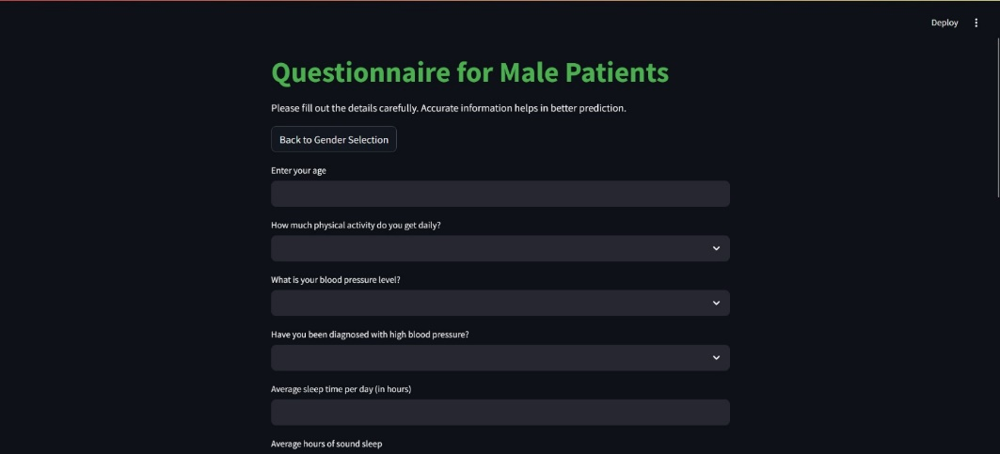 Deploy
Questionnaire for Male Patients
Please fill out the details carefully. Accurate information helps in better prediction.
Back to Gender Selection
Enter your age
How much physical activity do you get daily?
What is your blood pressure level?
Have you been diagnosed with high blood pressure?
Average sleep time per day (in hours)
Average hours of sound sleep